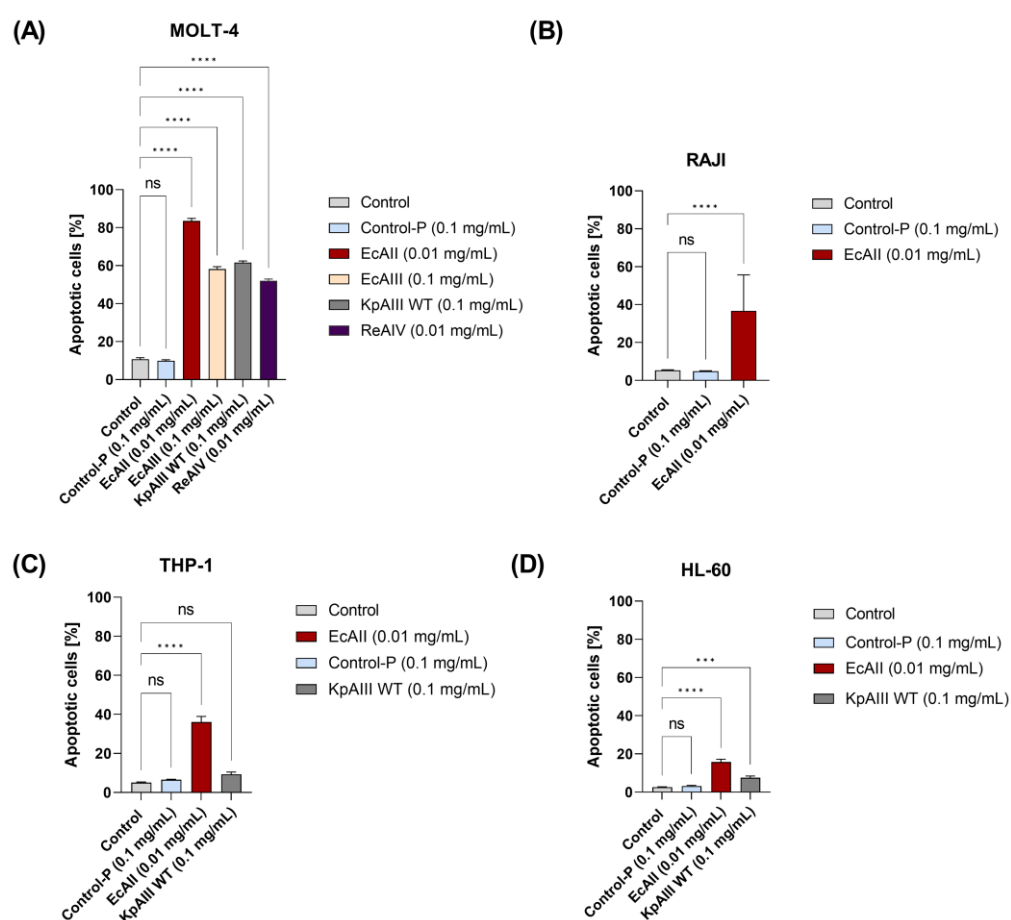 (A)
MOLT-4
****
****
****
****
ns
Apoptotic cells [%]
100
80
60
40
20
0
Control
Control-P (0.1 mg/mL)
EcAII (0.01 mg/mL)
EcAIII (0.1 mg/mL)
KpAIII WT (0.1 mg/mL)
ReAIV (0.01 mg/mL)
Control
Control-P (0.1 mg/mL)
EcAII (0.01 mg/mL)
EcAIII (0.1 mg/mL)
KpAIII WT (0.1 mg/mL)
ReAIV (0.01 mg/mL)
(B)
RAJI
****
ns
Apoptotic cells [%]
100
80
60
40
20
0
Control
Control-P (0.1 mg/mL)
EcAII (0.01 mg/mL)
Control
Control-P (0.1 mg/mL)
EcAII (0.01 mg/mL)
(C)
THP-1
ns
****
ns
Apoptotic cells [%]
100
80
60
40
20
0
Control
Control-P (0.1 mg/mL)
EcAII (0.01 mg/mL)
KpAIII WT (0.1 mg/mL)
Control
EcAII (0.01 mg/mL)
Control-P (0.1 mg/mL)
KpAIII WT (0.1 mg/mL)
(D)
HL-60
***
****
ns
Apoptotic cells [%]
100
80
60
40
20
0
Control
Control-P (0.1 mg/mL)
EcAII (0.01 mg/mL)
KpAIII WT (0.1 mg/mL)
Control
Control-P (0.1 mg/mL)
EcAII (0.01 mg/mL)
KpAIII WT (0.1 mg/mL)